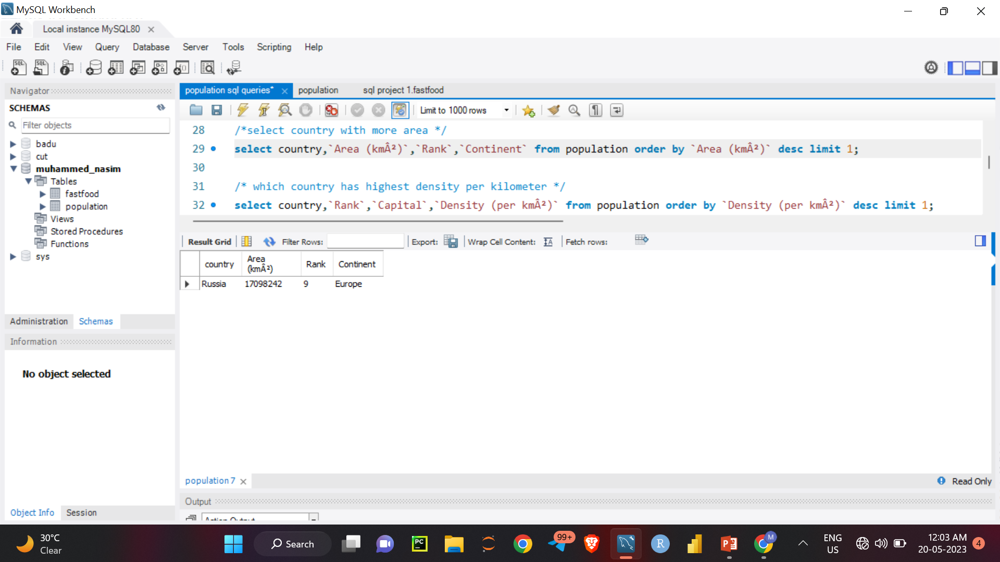 MySQL Workbench
Local instance MySQL80
File Edit View Query Database Server Tools Scripting Help
Navigator
SCHEMAS
Filter objects
badu
cut
muhammed_nasim
Tables
fastfood
population
Views
Stored Procedures
Functions
sys
Administration Schemas
Information
No object selected
Object Info Session
population sql queries* population sql project 1.fastfood
Limit to 1000 rows
28 /*select country with more area */
29 select country,`Area (kmÂ²)`,`Rank`,`Continent` from population order by `Area (kmÂ²)` desc limit 1;
30
31 /* which country has highest density per kilometer */
32 select country,`Rank`,`Capital`,`Density (per kmÂ²)` from population order by `Density (per kmÂ²)` desc limit 1;
Result Grid Filter Rows: Export: Wrap Cell Content: Fetch rows:
country Area (kmÂ²) Rank Continent
Russia 17098242 9 Europe
population 7
Read Only
Output
Action Output
30°C
Clear
Search
PC
99+
R
M
ENG
US
12:03 AM
20-05-2023
4